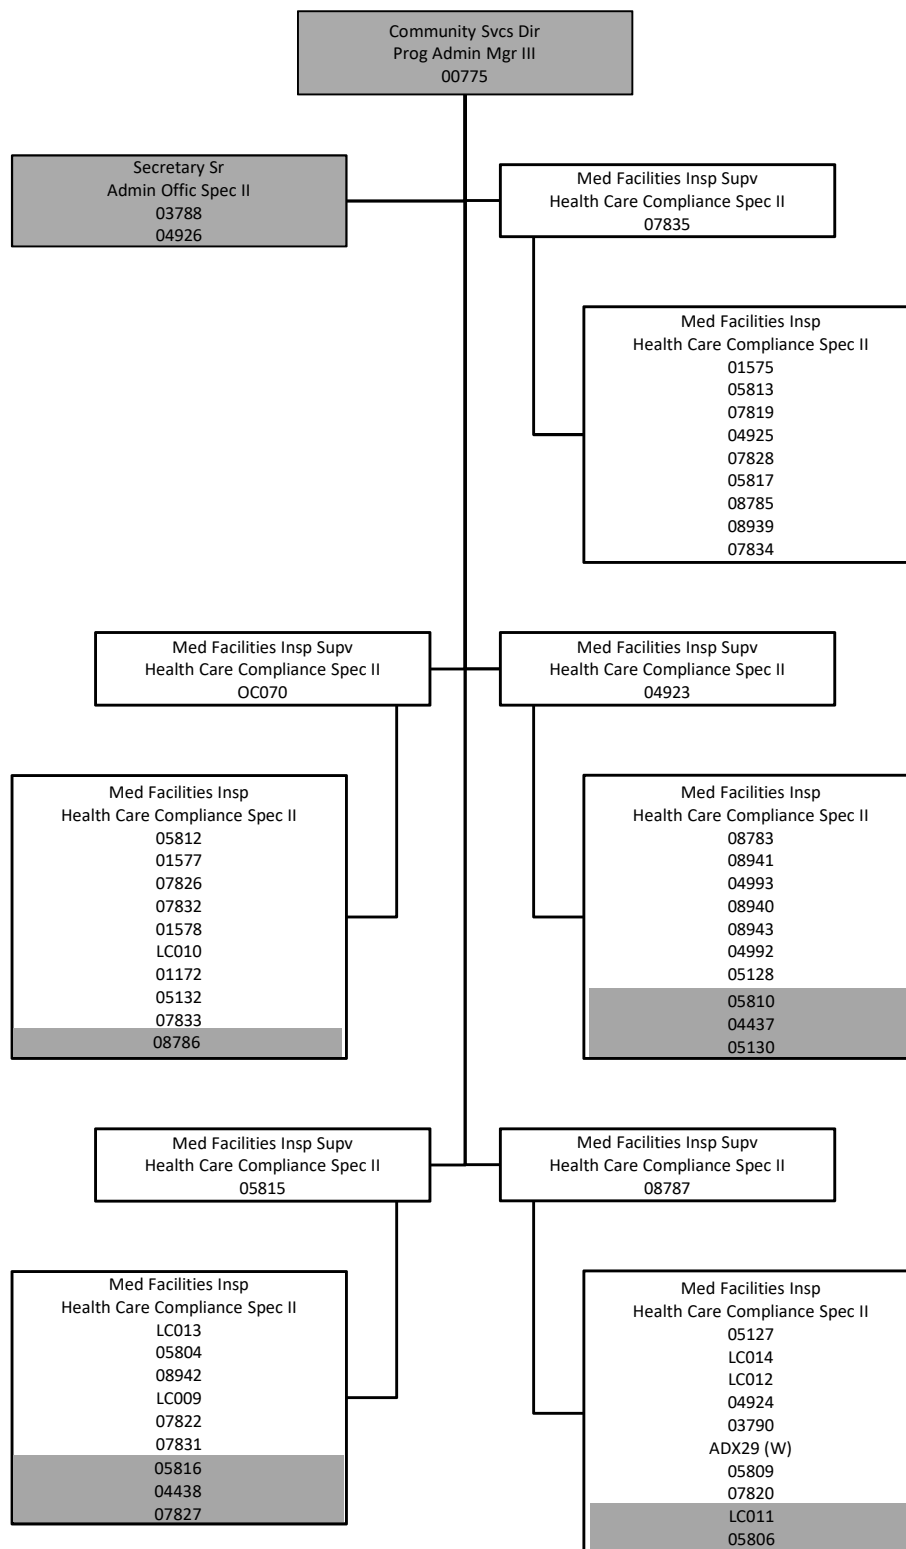 Community Svcs Dir
Prog Admin Mgr III
00775
Secretary Sr
Admin Offic Spec II
03788
04926
Med Facilities Insp Supv
Health Care Compliance Spec II
07835
Med Facilities Insp
Health Care Compliance Spec II
01575
05813
07819
04925
07828
05817
08785
08939
07834
Med Facilities Insp Supv
Health Care Compliance Spec II
OC070
Med Facilities Insp Supv
Health Care Compliance Spec II
04923
Med Facilities Insp
Health Care Compliance Spec II
05812
01577
07826
07832
01578
LC010
01172
05132
07833
08786
Med Facilities Insp
Health Care Compliance Spec II
08783
08941
04993
08940
08943
04992
05128
05810
04437
05130
Med Facilities Insp Supv
Health Care Compliance Spec II
05815
Med Facilities Insp Supv
Health Care Compliance Spec II
08787
Med Facilities Insp
Health Care Compliance Spec II
LC013
05804
08942
LC009
07822
07831
05816
04438
07827
Med Facilities Insp
Health Care Compliance Spec II
05127
LC014
LC012
04924
03790
ADX29 (W)
05809
07820
LC011
05806